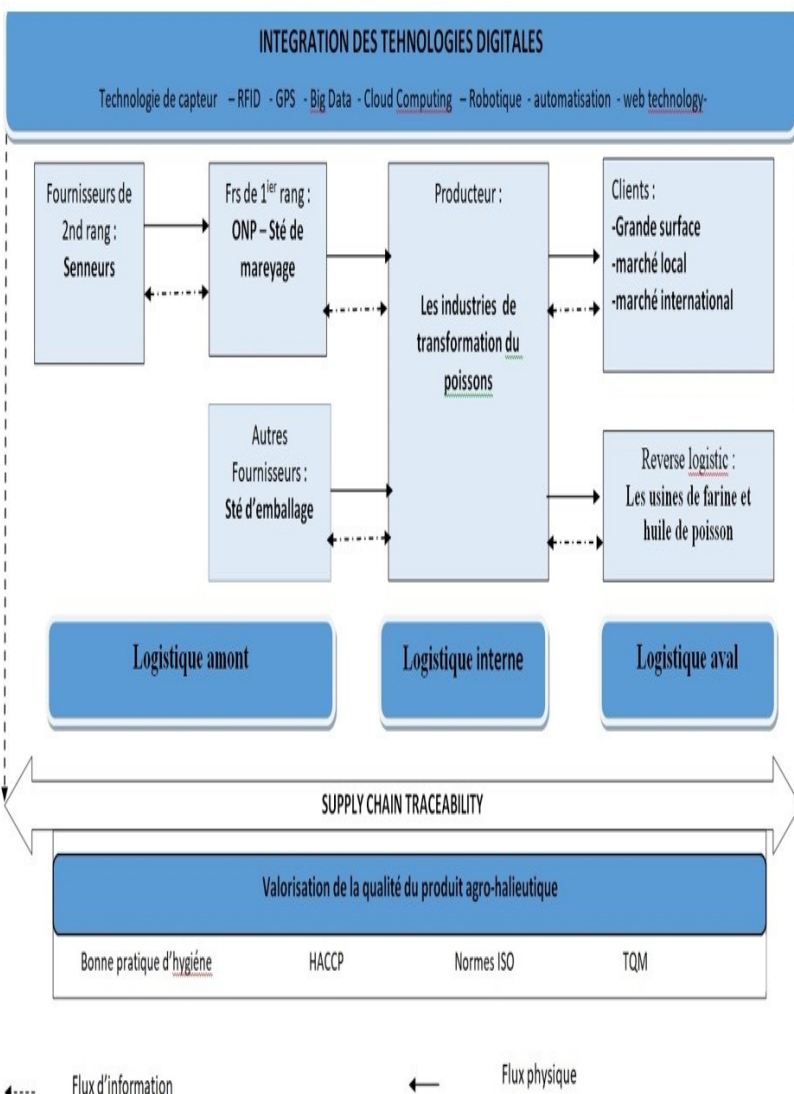 INTEGRATION DES TEHNOLOGIES DIGITALES
Technologie de capteur – RFID - GPS - Big Data - Cloud Computing – Robotique - automatisation - web technology-
Fournisseurs de
2nd rang :
Senneurs
Frs de 1ier rang :
ONP – Sté de
mareyage
Producteur :
Les industries de
transformation du
poissons
Clients :
-Grande surface
-marché local
-marché international
Autres
Fournisseurs :
Sté d’emballage
Reverse logistic :
Les usines de farine et
huile de poisson
Logistique amont
Logistique interne
Logistique aval
SUPPLY CHAIN TRACEABILITY
Valorisation de la qualité du produit agro-halieutique
Bonne pratique d’hygiéne HACCP Normes ISO TQM
Flux d’information Flux physique